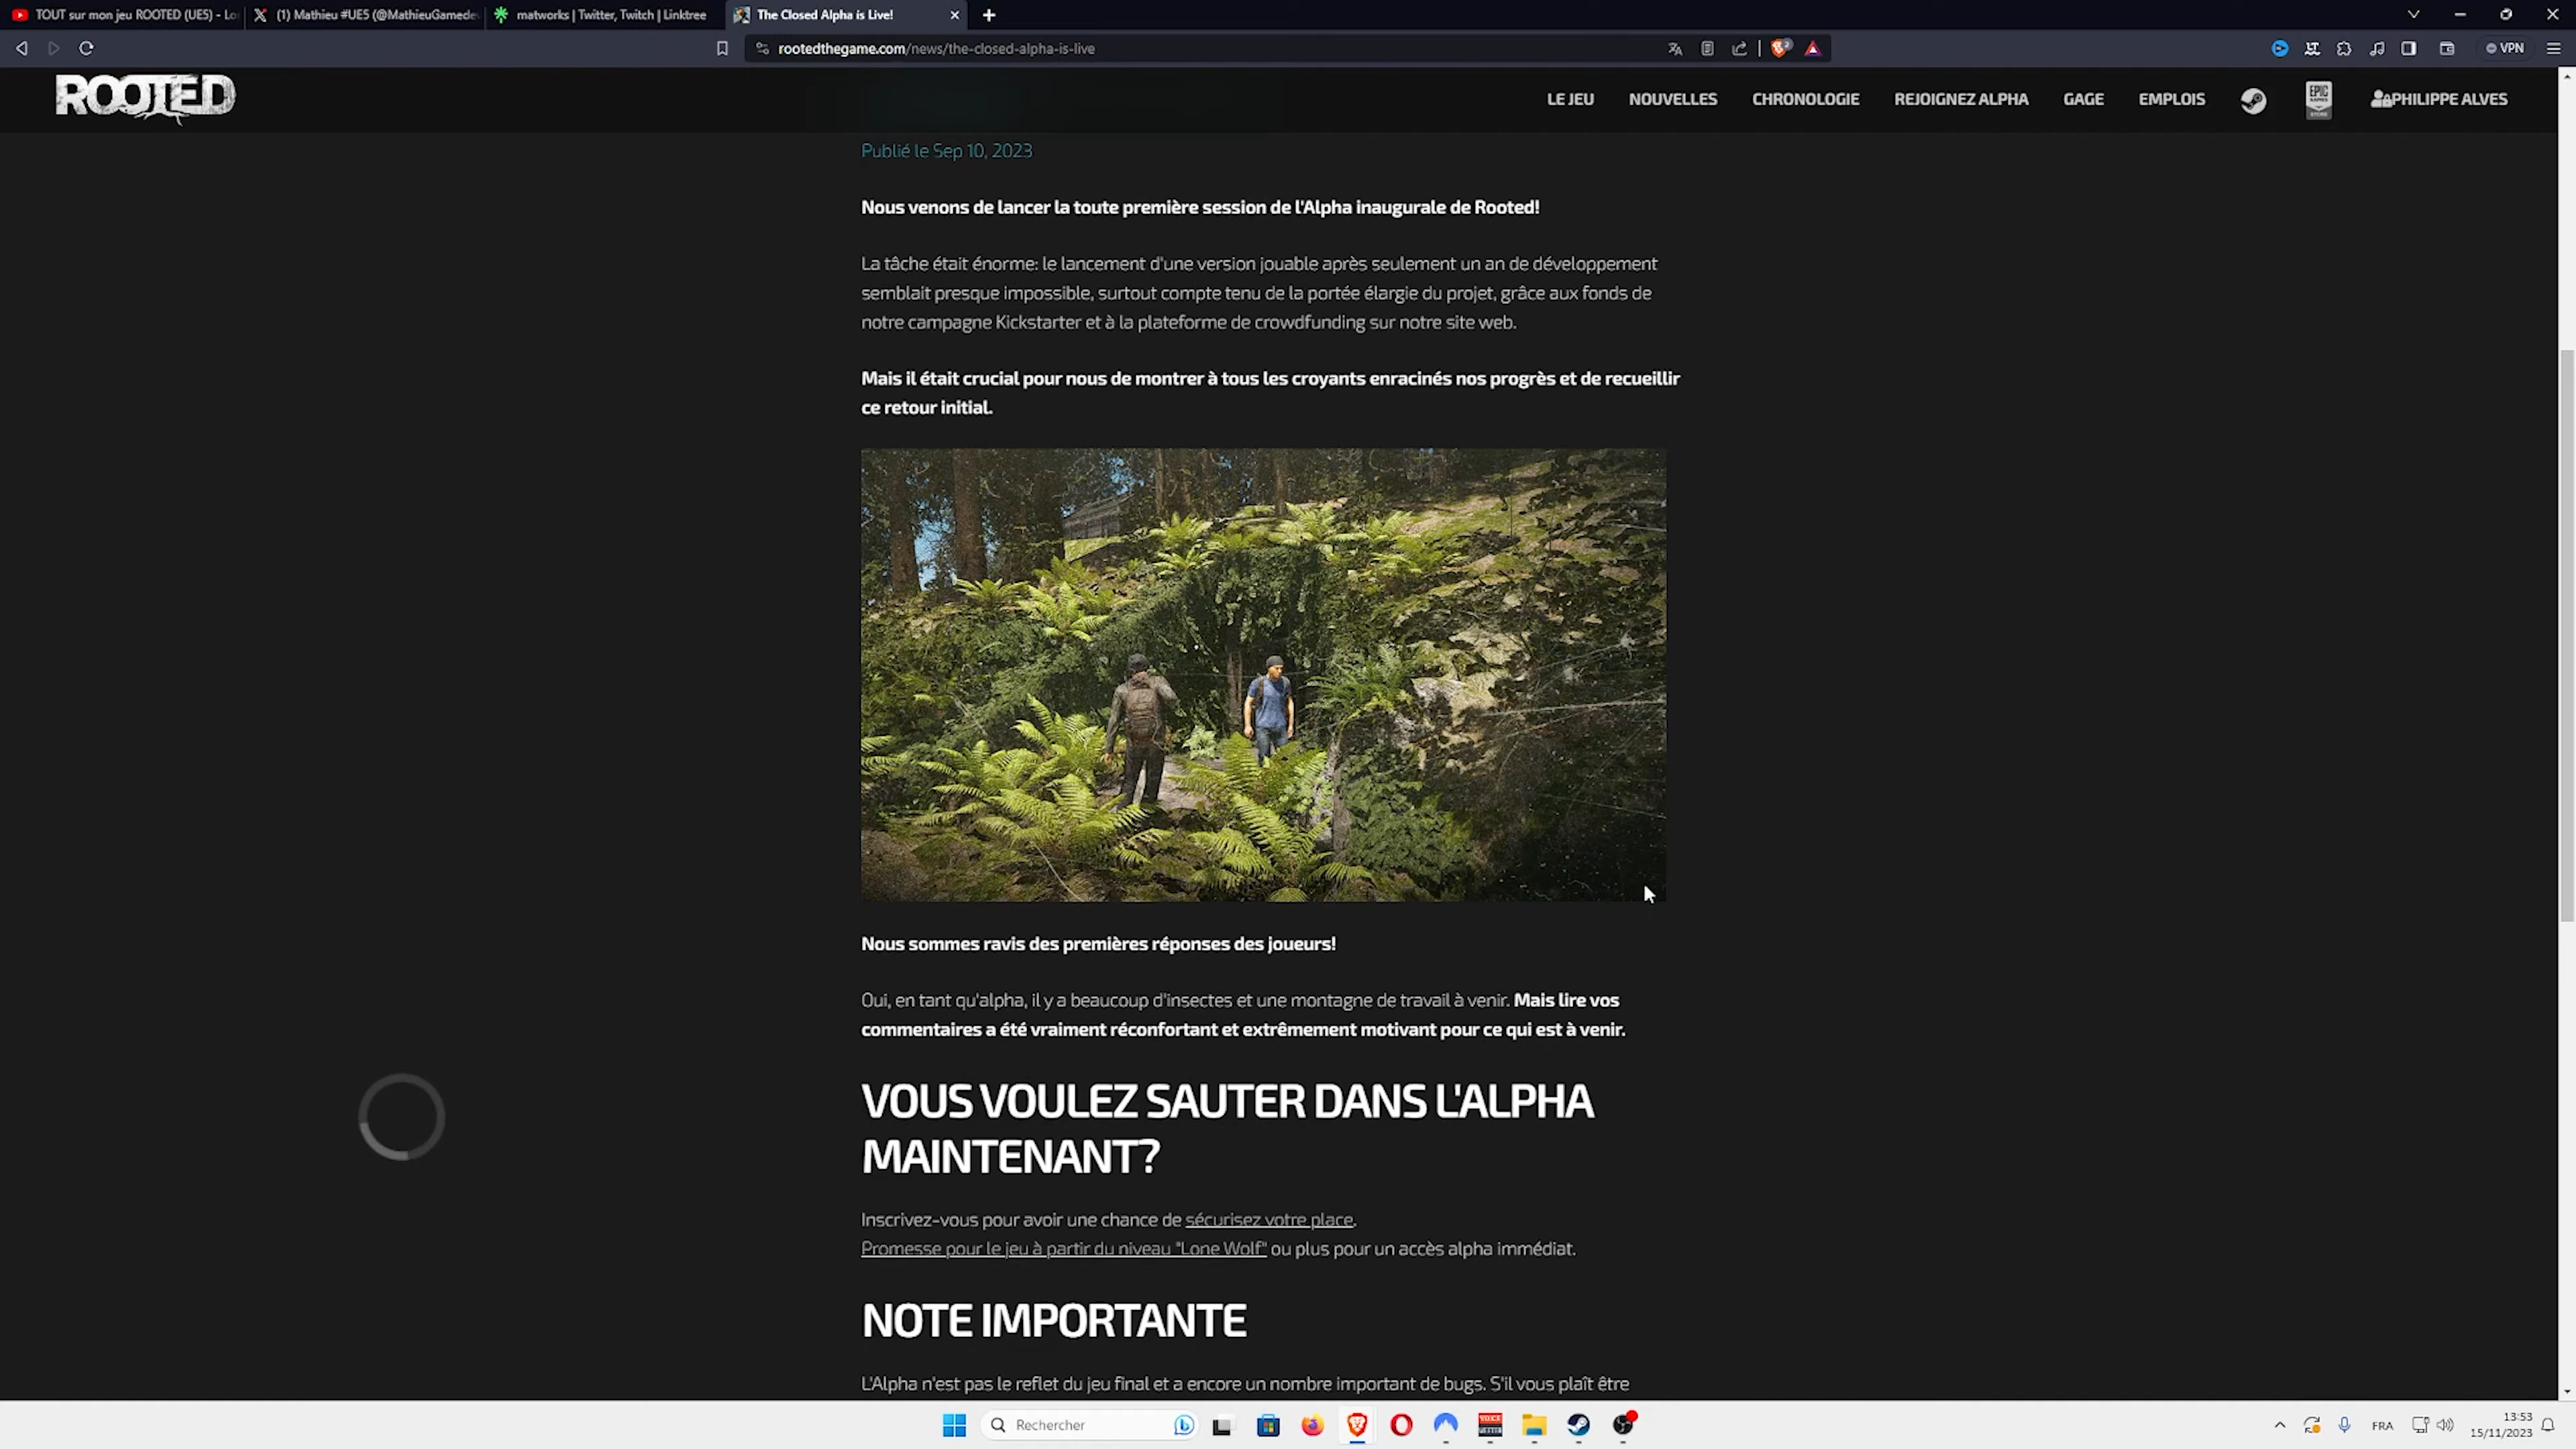 TOUT sur mon jeu ROOTED (UE5) - Lo
(1) Mathieu #UE5 (@MathieuGamede
matworks | Twitter, Twitch | Linktree
The Closed Alpha is Live!
rootedthegame.com/news/the-closed-alpha-is-live
2
VPN
ROOTED
LE JEU
NOUVELLES
CHRONOLOGIE
REJOIGNEZ ALPHA
GAGE
EMPLOIS
EPIC
GAMES
STORE
PHILIPPE ALVES
Publié le Sep 10, 2023
Nous venons de lancer la toute première session de l'Alpha inaugurale de Rooted!
La tâche était énorme: le lancement d'une version jouable après seulement un an de développement
semblait presque impossible, surtout compte tenu de la portée élargie du projet, grâce aux fonds de
notre campagne Kickstarter et à la plateforme de crowdfunding sur notre site web.
Mais il était crucial pour nous de montrer à tous les croyants enracinés nos progrès et de recueillir
ce retour initial.
Nous sommes ravis des premières réponses des joueurs!
Oui, en tant qu'alpha, il y a beaucoup d'insectes et une montagne de travail à venir. Mais lire vos
commentaires a été vraiment réconfortant et extrêmement motivant pour ce qui est à venir.
VOUS VOULEZ SAUTER DANS L'ALPHA
MAINTENANT?
Inscrivez-vous pour avoir une chance de sécurisez votre place.
Promesse pour le jeu à partir du niveau "Lone Wolf" ou plus pour un accès alpha immédiat.
NOTE IMPORTANTE
L'Alpha n'est pas le reflet du jeu final et a encore un nombre important de bugs. S'il vous plaît être
Rechercher
FRA
13:53
15/11/2023